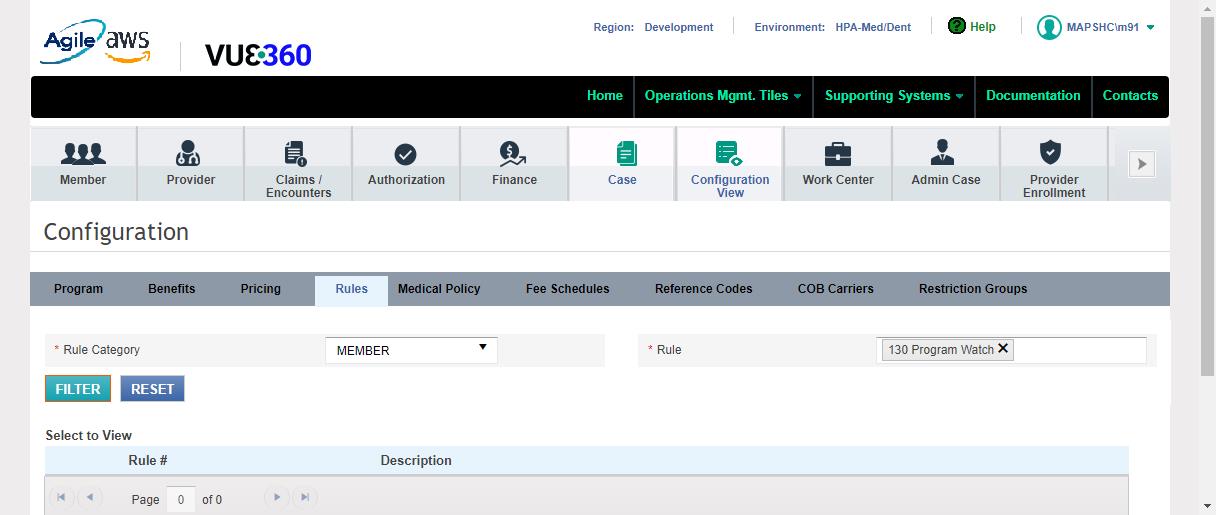 Agile aws
VUE360
Region: Development Environment: HPA-Med/Dent Help MAPSHC\m91
Home Operations Mgmt. Tiles Supporting Systems Documentation Contacts
Member Provider Claims / Encounters Authorization Finance Case Configuration View Work Center Admin Case Provider Enrollment
Configuration
Program Benefits Pricing Rules Medical Policy Fee Schedules Reference Codes COB Carriers Restriction Groups
* Rule Category MEMBER * Rule 130 Program Watch
FILTER RESET
Select to View
Rule # Description
Page 0 of 0